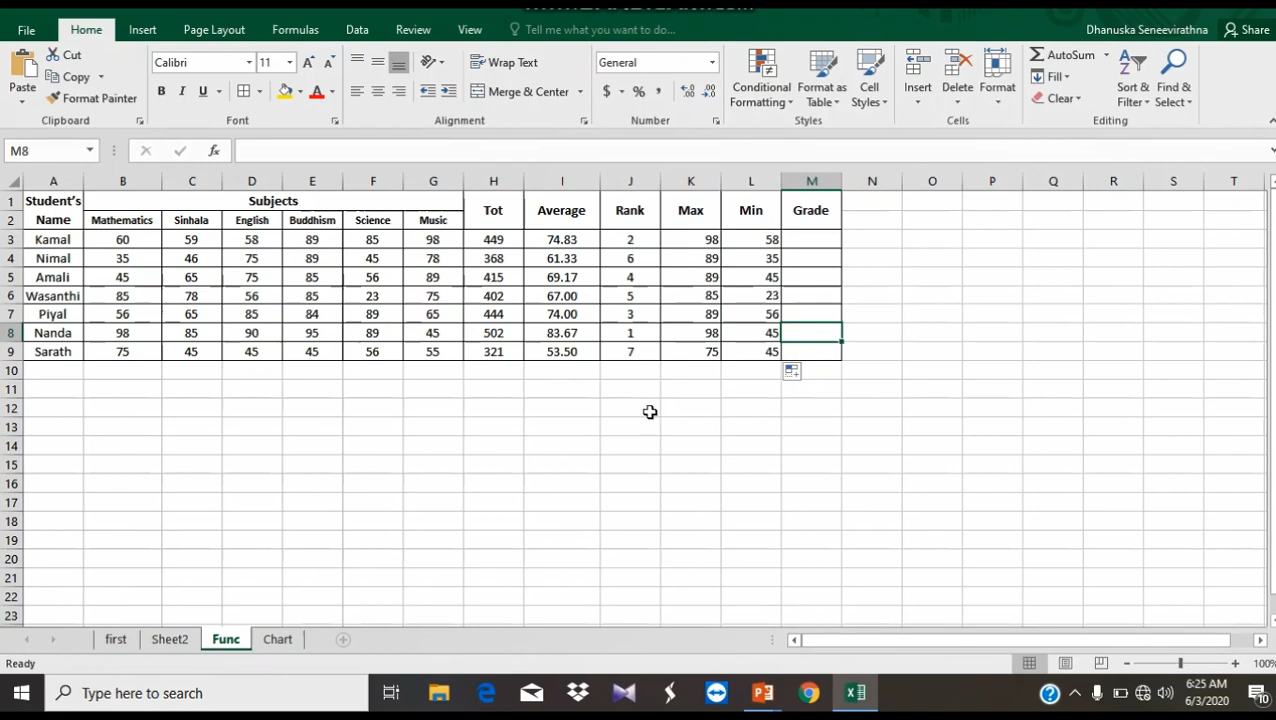 File Home Insert Page Layout Formulas Data Review View Tell me what you want to do... Dhanuska Seneevirathna Share
Cut
Copy
Format Painter
Paste
Clipboard
Calibri 11
B I U
Font
Wrap Text
Merge & Center
Alignment
General
$ % ,
Number
Conditional Formatting
Format as Table
Cell Styles
Styles
Insert Delete Format
Cells
AutoSum
Fill
Clear
Sort & Filter
Find & Select
Editing
M8 fx
A B C D E F G H I J K L M N O P Q R S T
1 Student's Name Subjects Tot Average Rank Max Min Grade
2 Mathematics Sinhala English Buddhism Science Music
3 Kamal 60 59 58 89 85 98 449 74.83 2 98 58
4 Nimal 35 46 75 89 45 78 368 61.33 6 89 35
5 Amali 45 65 75 85 56 89 415 69.17 4 89 45
6 Wasanthi 85 78 56 85 23 75 402 67.00 5 85 23
7 Piyal 56 65 85 84 89 65 444 74.00 3 89 56
8 Nanda 98 85 90 95 89 45 502 83.67 1 98 45
9 Sarath 75 45 45 45 56 55 321 53.50 7 75 45
10
11
12
13
14
15
16
17
18
19
20
21
22
23
first Sheet2 Func Chart
Ready 100%
Type here to search
6:25 AM
6/3/2020
10